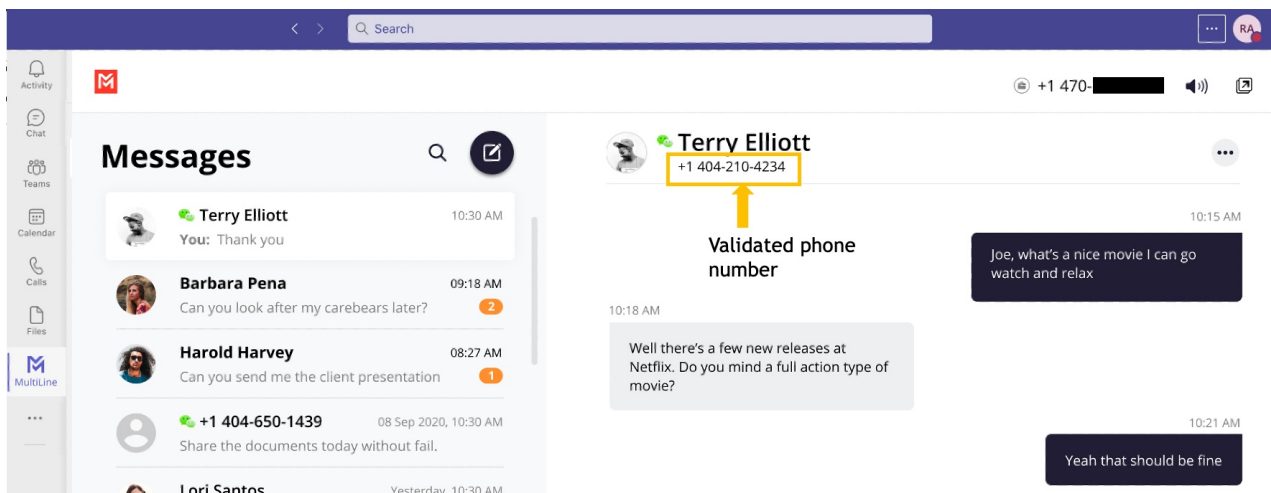 Search
RA
Activity
Chat
Teams
Calendar
Calls
Files
MultiLine
+1 470-
Messages
Terry Elliott
10:30 AM
You: Thank you
Barbara Pena
09:18 AM
Can you look after my carebears later?
2
Harold Harvey
08:27 AM
Can you send me the client presentation
1
+1 404-650-1439
08 Sep 2020, 10:30 AM
Share the documents today without fail.
Lori Santos
Yesterday, 10:30 AM
Terry Elliott
+1 404-210-4234
Validated phone
number
10:15 AM
Joe, what's a nice movie I can go
watch and relax
10:18 AM
Well there's a few new releases at
Netflix. Do you mind a full action type of
movie?
10:21 AM
Yeah that should be fine